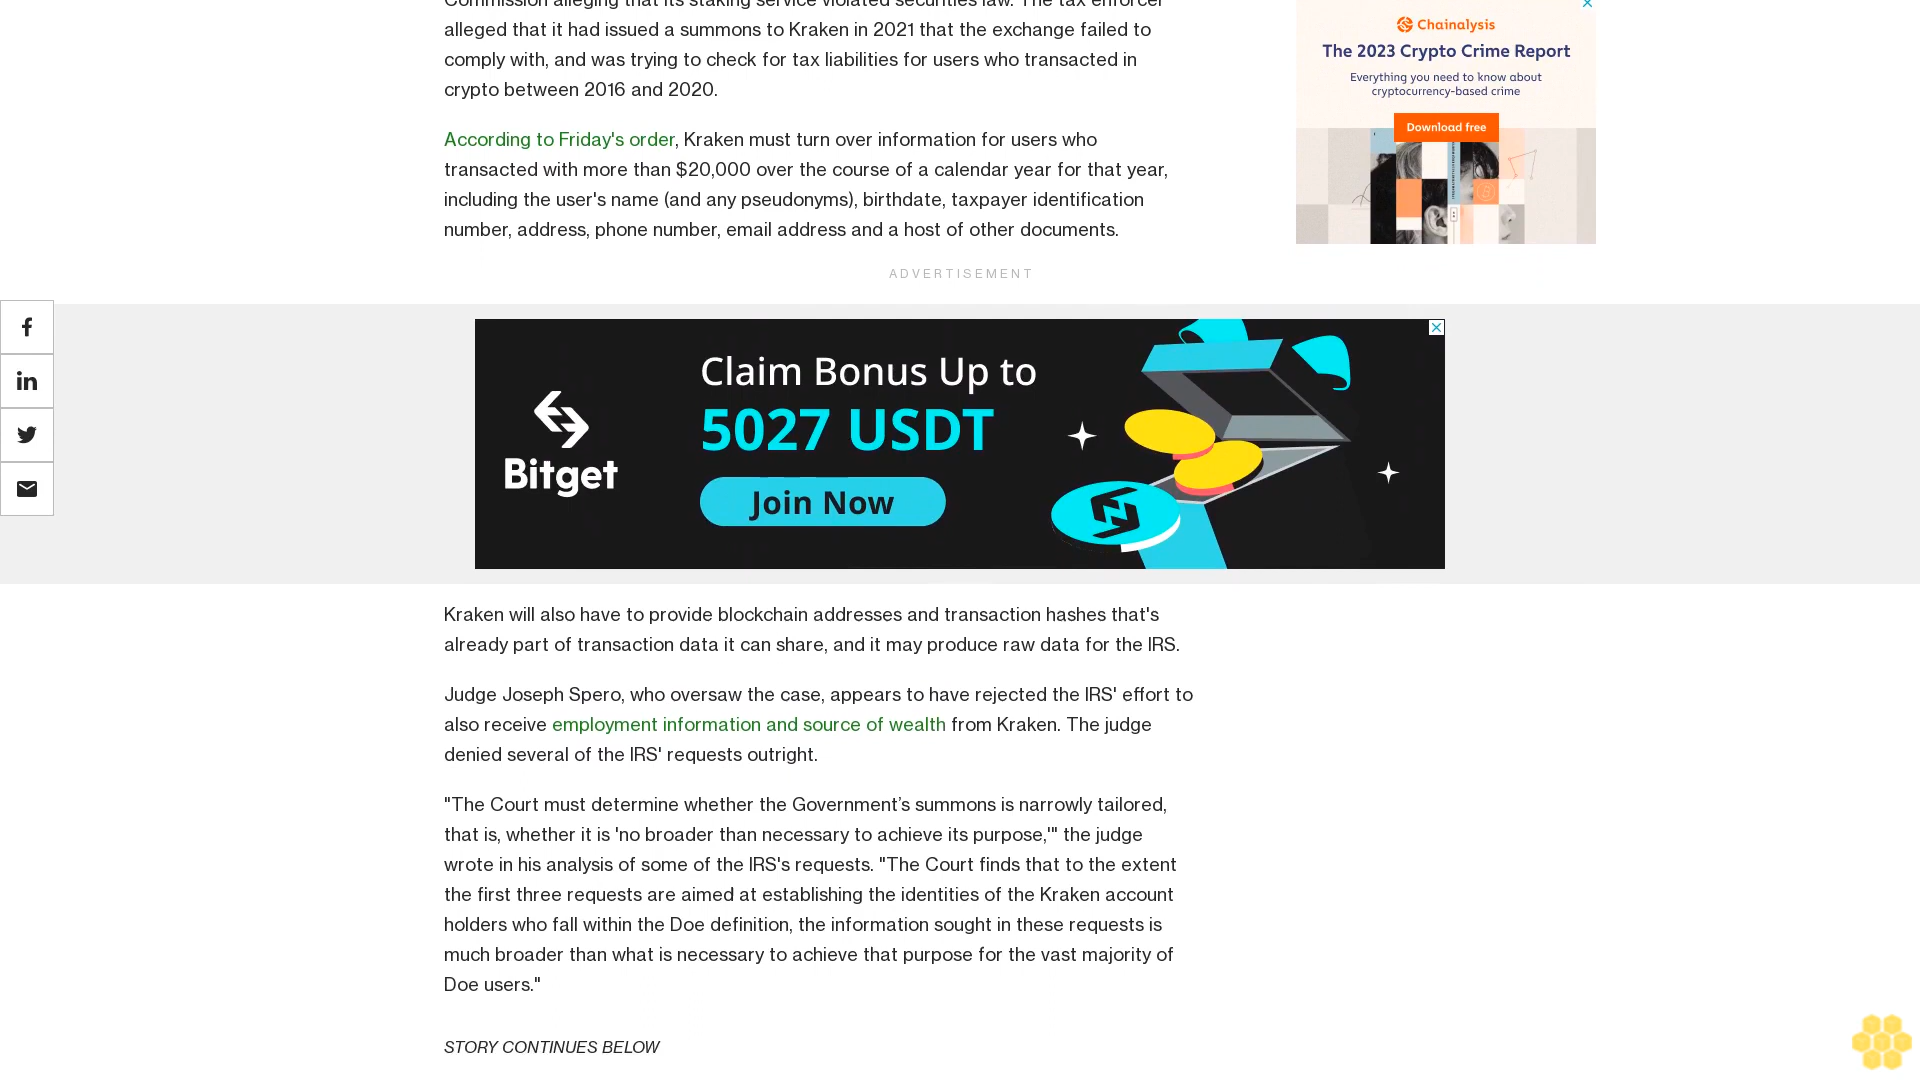 Commission alleging that its staking service violated securities law. The tax enforcer
alleged that it had issued a summons to Kraken in 2021 that the exchange failed to
comply with, and was trying to check for tax liabilities for users who transacted in
crypto between 2016 and 2020.
According to Friday's order, Kraken must turn over information for users who
transacted with more than $20,000 over the course of a calendar year for that year,
including the user's name (and any pseudonyms), birthdate, taxpayer identification
number, address, phone number, email address and a host of other documents.
Chainalysis
The 2023 Crypto Crime Report
Everything you need to know about
cryptocurrency-based crime
Download free
ADVERTISEMENT
Bitget
Claim Bonus Up to
5027 USDT
Join Now
Kraken will also have to provide blockchain addresses and transaction hashes that's
already part of transaction data it can share, and it may produce raw data for the IRS.
Judge Joseph Spero, who oversaw the case, appears to have rejected the IRS' effort to
also receive employment information and source of wealth from Kraken. The judge
denied several of the IRS' requests outright.
"The Court must determine whether the Government’s summons is narrowly tailored,
that is, whether it is 'no broader than necessary to achieve its purpose,'" the judge
wrote in his analysis of some of the IRS's requests. "The Court finds that to the extent
the first three requests are aimed at establishing the identities of the Kraken account
holders who fall within the Doe definition, the information sought in these requests is
much broader than what is necessary to achieve that purpose for the vast majority of
Doe users."
STORY CONTINUES BELOW